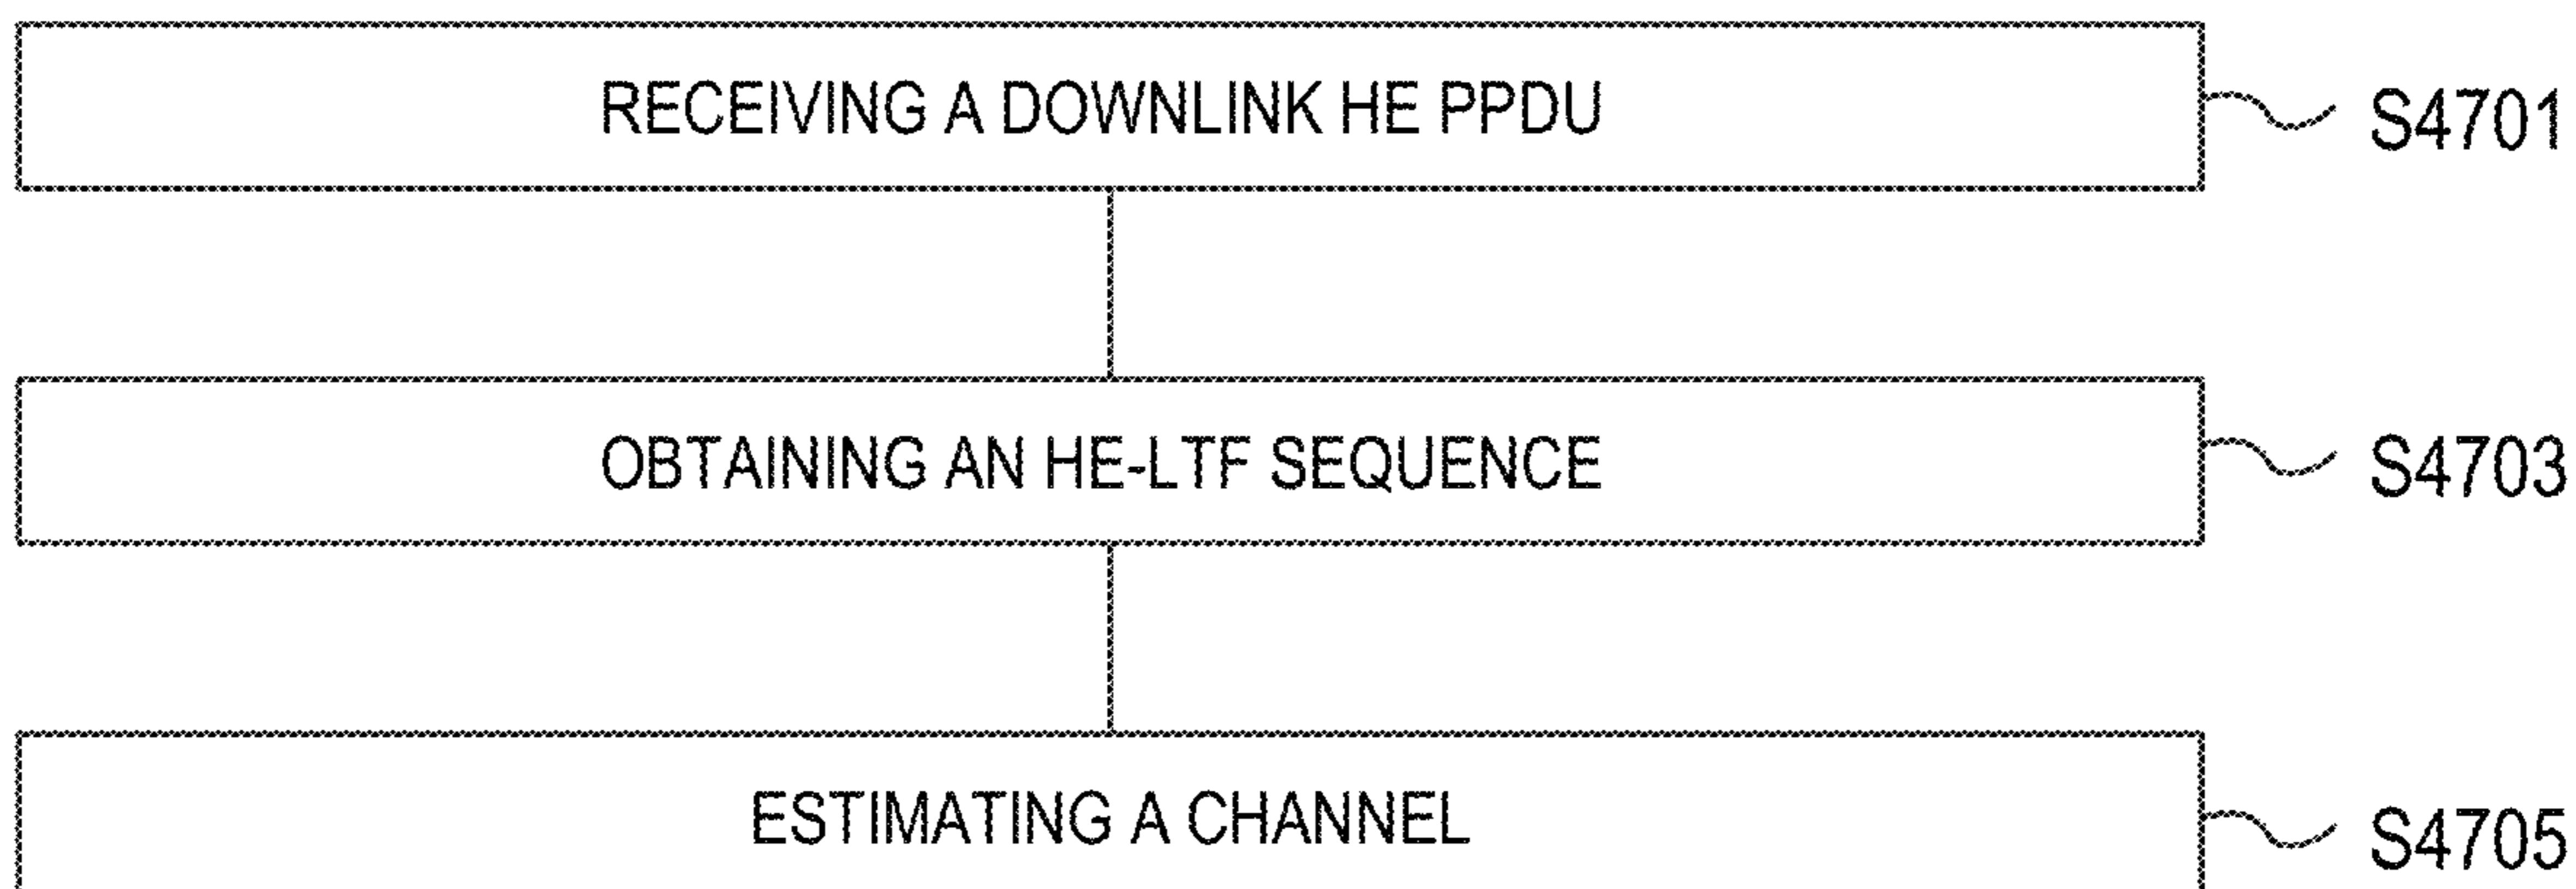 RECEIVING A DOWNLINK HE PPDU S4701
OBTAINING AN HE-LTF SEQUENCE S4703
ESTIMATING A CHANNEL S4705